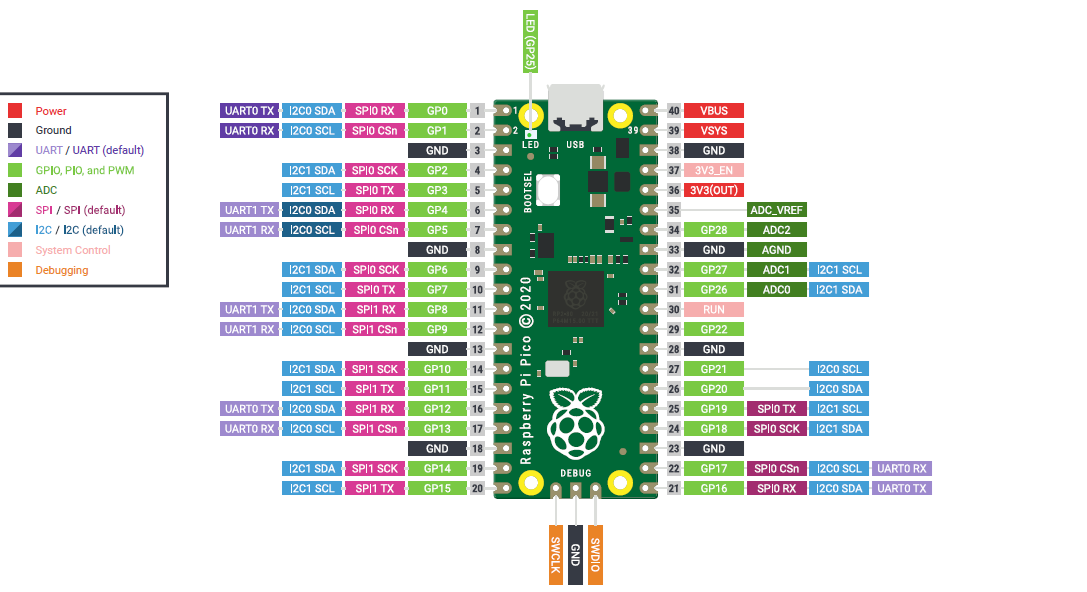 LED (GP25)
Power
Ground
UART / UART (default)
GPIO, PIO, and PWM
ADC
SPI / SPI (default)
I2C / I2C (default)
System Control
Debugging
UART0 TX I2C0 SDA SPI0 RX GP0 1
UART0 RX I2C0 SCL SPI0 CSn GP1 2
GND 3
I2C1 SDA SPI0 SCK GP2 4
I2C1 SCL SPI0 TX GP3 5
UART1 TX I2C0 SDA SPI0 RX GP4 6
UART1 RX I2C0 SCL SPI0 CSn GP5 7
GND 8
I2C1 SDA SPI0 SCK GP6 9
I2C1 SCL SPI0 TX GP7 10
UART1 TX I2C0 SDA SPI1 RX GP8 11
UART1 RX I2C0 SCL SPI1 CSn GP9 12
GND 13
I2C1 SDA SPI1 SCK GP10 14
I2C1 SCL SPI1 TX GP11 15
UART0 TX I2C0 SDA SPI1 RX GP12 16
UART0 RX I2C0 SCL SPI1 CSn GP13 17
GND 18
I2C1 SDA SPI1 SCK GP14 19
I2C1 SCL SPI1 TX GP15 20
1
2
39
LED
USB
BOOTSEL
Raspberry Pi Pico © 2020
DEBUG
40 VBUS
39 VSYS
38 GND
37 3V3_EN
36 3V3(OUT)
35 ADC_VREF
34 GP28 ADC2
33 GND AGND
32 GP27 ADC1 I2C1 SCL
31 GP26 ADC0 I2C1 SDA
30 RUN
29 GP22
28 GND
27 GP21 I2C0 SCL
26 GP20 I2C0 SDA
25 GP19 SPI0 TX I2C1 SCL
24 GP18 SPI0 SCK I2C1 SDA
23 GND
22 GP17 SPI0 CSn I2C0 SCL UART0 RX
21 GP16 SPI0 RX I2C0 SDA UART0 TX
SWCLK
GND
SWDIO